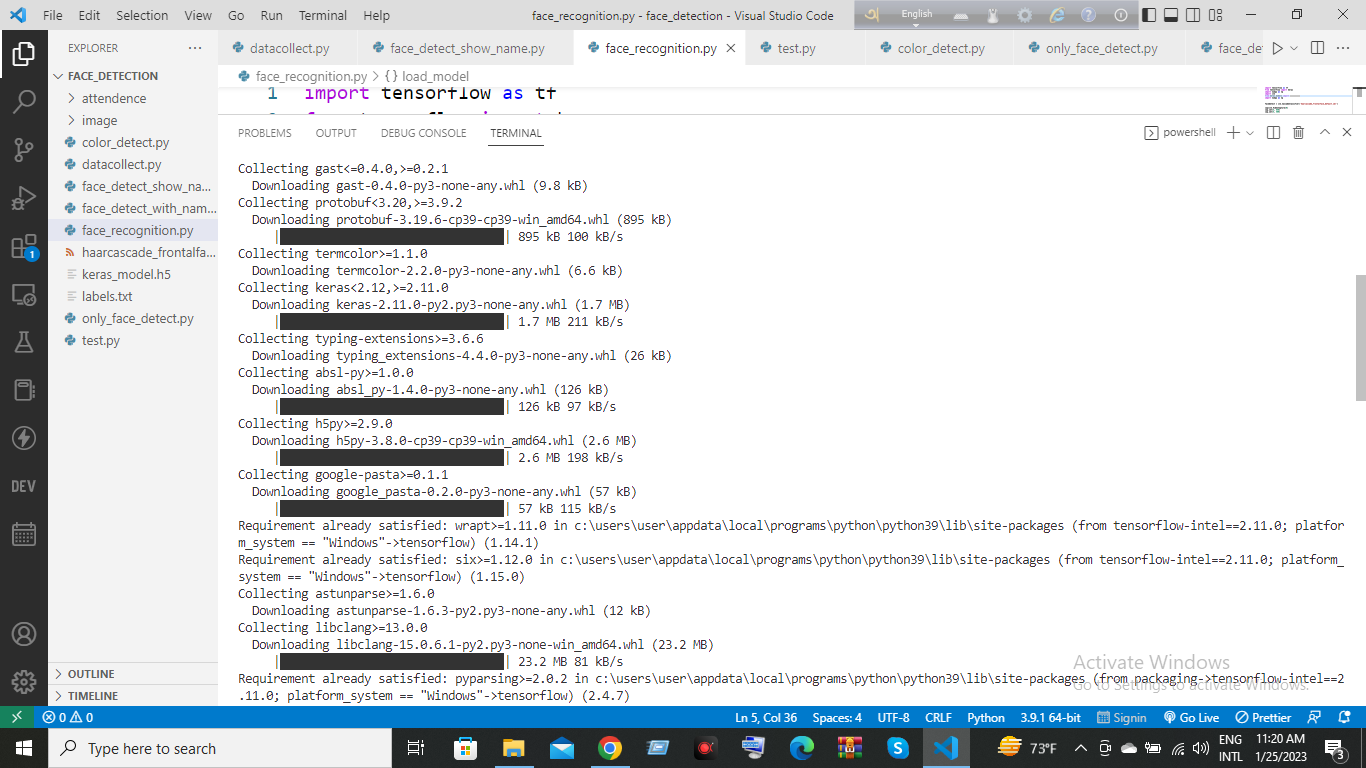 File Edit Selection View Go Run Terminal Help
face_recognition.py - face_detection - Visual Studio Code
English
EXPLORER
FACE_DETECTION
attendence
image
color_detect.py
datacollect.py
face_detect_show_na...
face_detect_with_nam...
face_recognition.py
haarcascade_frontalfa...
keras_model.h5
labels.txt
only_face_detect.py
test.py
OUTLINE
TIMELINE
1
DEV
datacollect.py face_detect_show_name.py face_recognition.py test.py color_detect.py only_face_detect.py face_de
face_recognition.py > {} load_model
1 import tensorflow as tf
PROBLEMS OUTPUT DEBUG CONSOLE TERMINAL
powershell
Collecting gast<=0.4.0,>=0.2.1
Downloading gast-0.4.0-py3-none-any.whl (9.8 kB)
Collecting protobuf<3.20,>=3.9.2
Downloading protobuf-3.19.6-cp39-cp39-win_amd64.whl (895 kB)
| | 895 kB 100 kB/s
Collecting termcolor>=1.1.0
Downloading termcolor-2.2.0-py3-none-any.whl (6.6 kB)
Collecting keras<2.12,>=2.11.0
Downloading keras-2.11.0-py2.py3-none-any.whl (1.7 MB)
| | 1.7 MB 211 kB/s
Collecting typing-extensions>=3.6.6
Downloading typing_extensions-4.4.0-py3-none-any.whl (26 kB)
Collecting absl-py>=1.0.0
Downloading absl_py-1.4.0-py3-none-any.whl (126 kB)
| | 126 kB 97 kB/s
Collecting h5py>=2.9.0
Downloading h5py-3.8.0-cp39-cp39-win_amd64.whl (2.6 MB)
| | 2.6 MB 198 kB/s
Collecting google-pasta>=0.1.1
Downloading google_pasta-0.2.0-py3-none-any.whl (57 kB)
| | 57 kB 115 kB/s
Requirement already satisfied: wrapt>=1.11.0 in c:\users\user\appdata\local\programs\python\python39\lib\site-packages (from tensorflow-intel==2.11.0; platfor
m_system == "Windows"->tensorflow) (1.14.1)
Requirement already satisfied: six>=1.12.0 in c:\users\user\appdata\local\programs\python\python39\lib\site-packages (from tensorflow-intel==2.11.0; platform_
system == "Windows"->tensorflow) (1.15.0)
Collecting astunparse>=1.6.0
Downloading astunparse-1.6.3-py2.py3-none-any.whl (12 kB)
Collecting libclang>=13.0.0
Downloading libclang-15.0.6.1-py2.py3-none-win_amd64.whl (23.2 MB)
| | 23.2 MB 81 kB/s
Requirement already satisfied: pyparsing>=2.0.2 in c:\users\user\appdata\local\programs\python\python39\lib\site-packages (from packaging->tensorflow-intel==2
.11.0; platform_system == "Windows"->tensorflow) (2.4.7)
Activate Windows
Go to Settings to activate Windows.
0 0 Ln 5, Col 36 Spaces: 4 UTF-8 CRLF Python 3.9.1 64-bit Signin Go Live Prettier
Type here to search
73°F
ENG
INTL
11:20 AM
1/25/2023
3